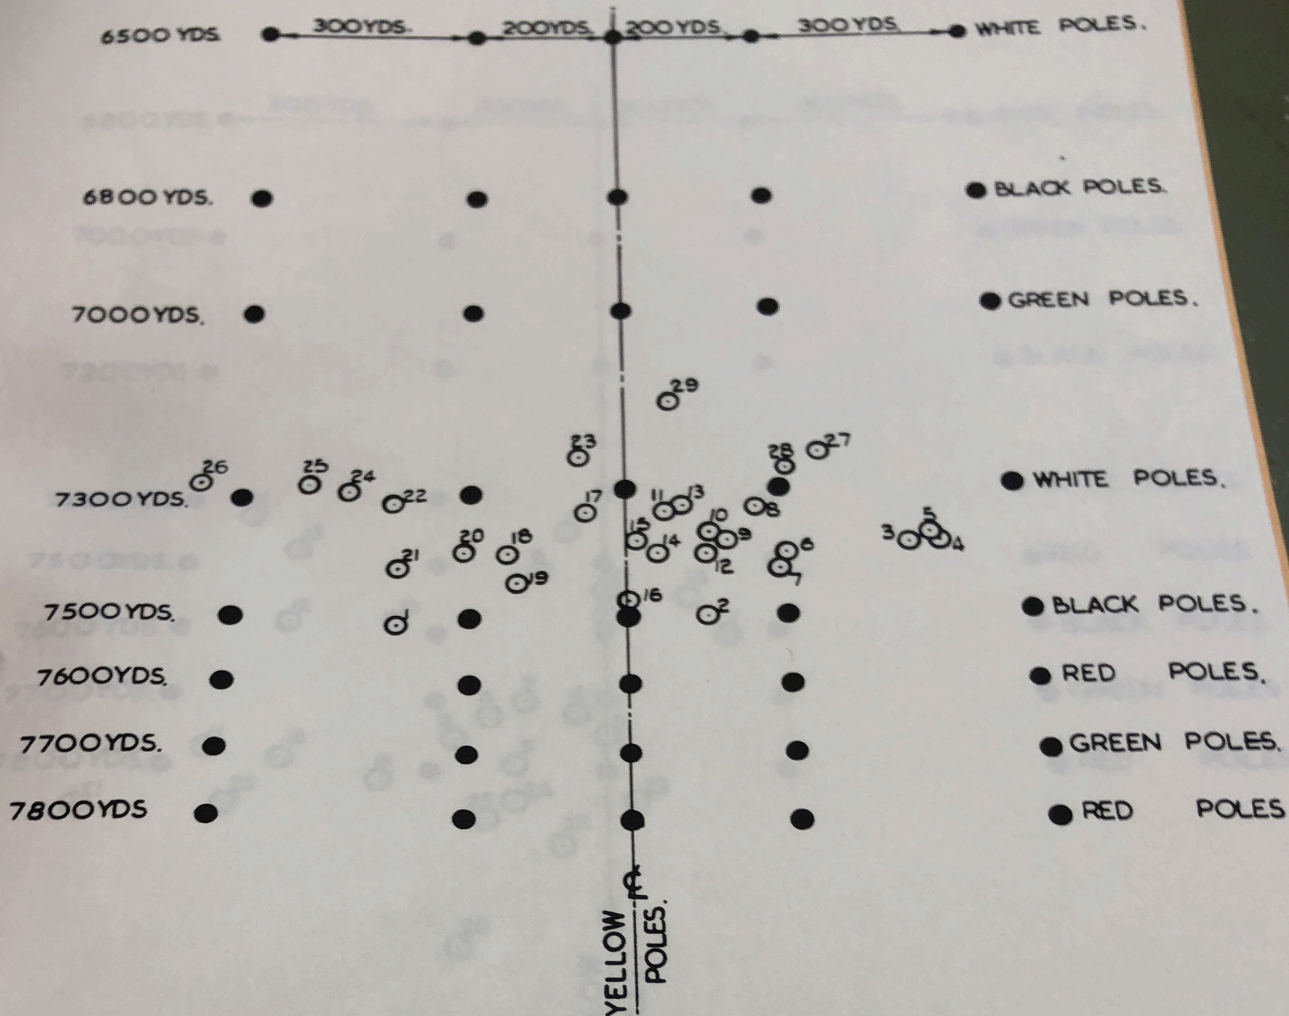 6500 YDS. 300 YDS. 200 YDS. 200 YDS. 300 YDS. WHITE POLES.
6800 YDS. BLACK POLES.
7000 YDS. GREEN POLES.
29
23 28 27
26 25 24
7300 YDS. 22 17 11 13 8 WHITE POLES.
21 20 18 15 14 10 9 6 3 5 4
19 12 7
16
7500 YDS. 1 2 BLACK POLES.
7600 YDS. RED POLES.
7700 YDS. GREEN POLES.
7800 YDS RED POLES
YELLOW
POLES.